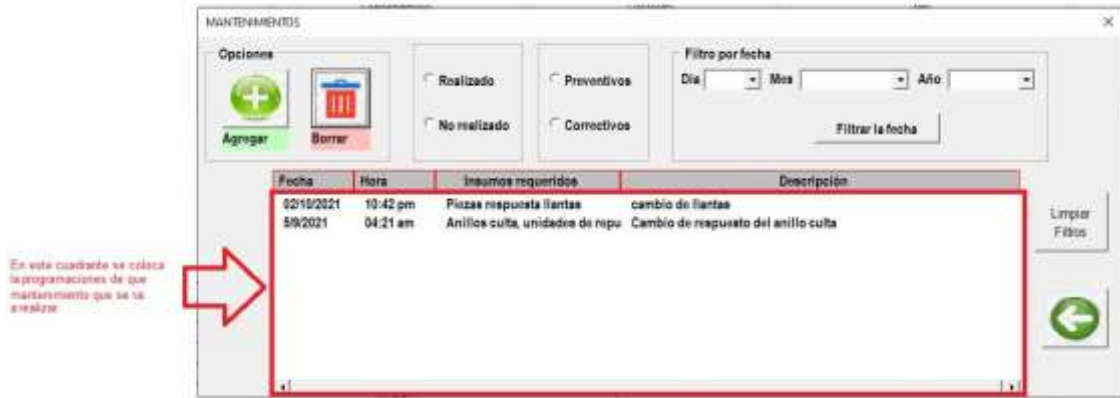 MANTENIMIENTOS
Opciones
Agregar
Borrar
Realizado
No realizado
Preventivos
Correctivos
Filtro por fecha
Dia
Mes
Año
Filtrar la fecha
Fecha Hora Insumos requeridos Descripción
02/10/2021 10:42 pm Piezas respuesta llantas cambio de llantas
5/9/2021 04:21 am Anillos culta, unidades de repu Cambio de respuesto del anillo culta
Limpiar
Filtros
En este cuadrante se coloca
la programaciones de que
mantenimiento que se va
a realizar